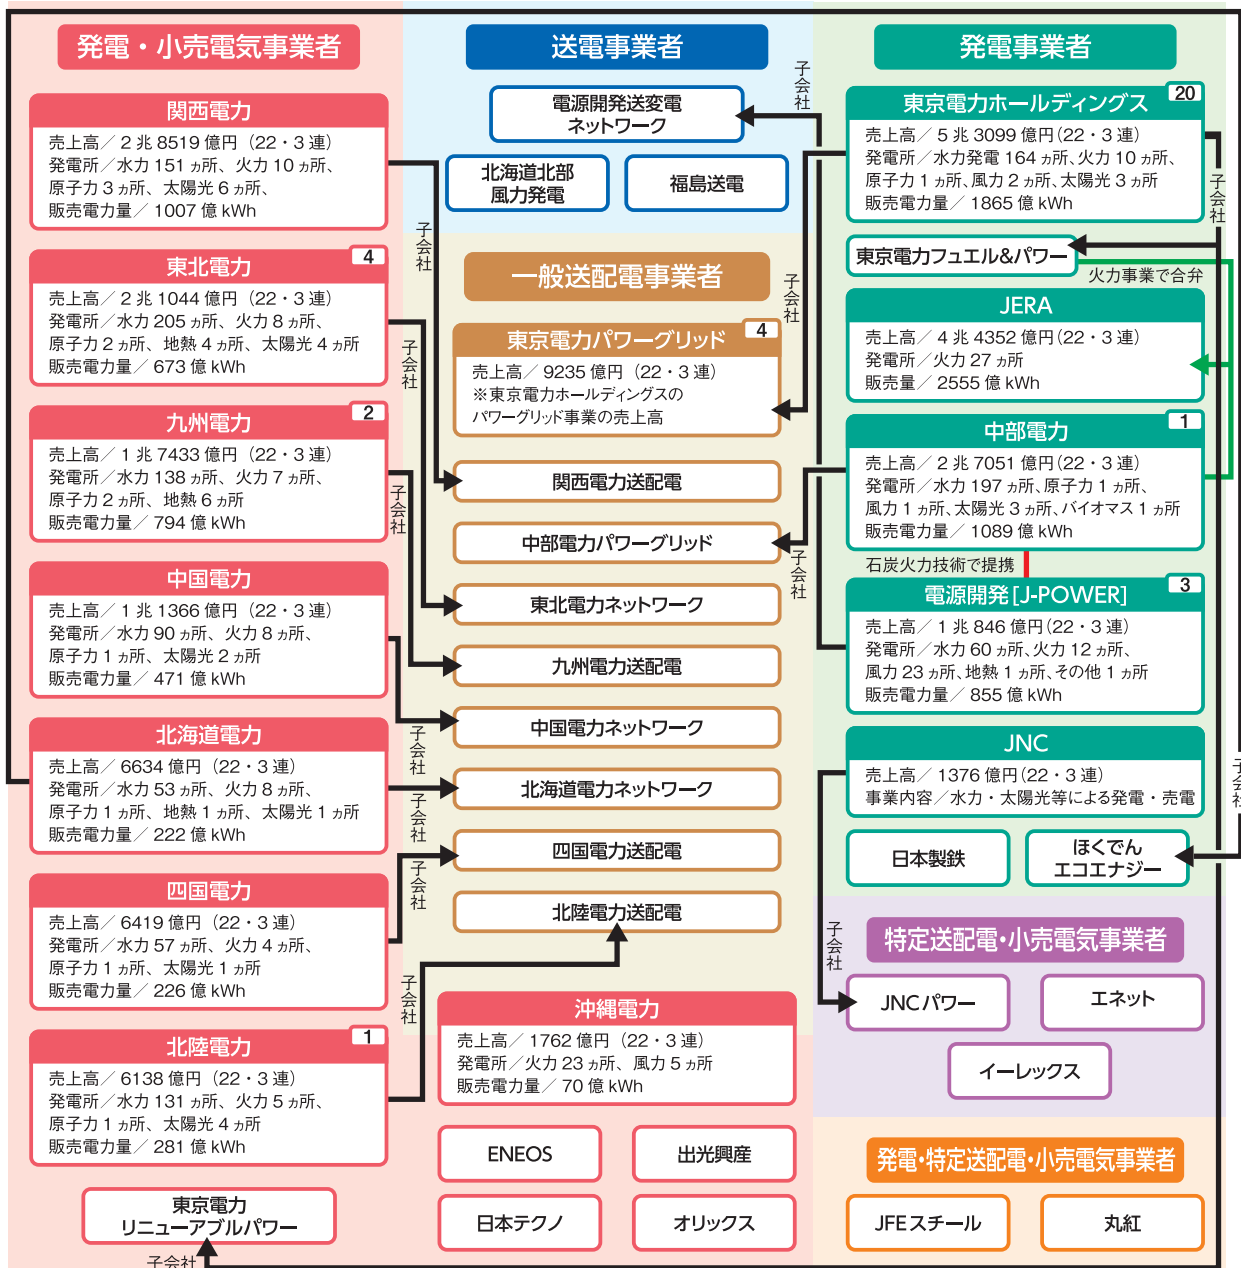 発電・小売電気事業者
関西電力
売上高／2兆8519億円（22・3連）
発電所／水力151ヵ所、火力10ヵ所、
原子力3ヵ所、太陽光6ヵ所、
販売電力量／1007億kWh
東北電力
4
売上高／2兆1044億円（22・3連）
発電所／水力205ヵ所、火力8ヵ所、
原子力2ヵ所、地熱4ヵ所、太陽光4ヵ所
販売電力量／673億kWh
九州電力
2
売上高／1兆7433億円（22・3連）
発電所／水力138ヵ所、火力7ヵ所、
原子力2ヵ所、地熱6ヵ所
販売電力量／794億kWh
中国電力
売上高／1兆1366億円（22・3連）
発電所／水力90ヵ所、火力8ヵ所、
原子力1ヵ所、太陽光2ヵ所
販売電力量／471億kWh
北海道電力
売上高／6634億円（22・3連）
発電所／水力53ヵ所、火力8ヵ所、
原子力1ヵ所、地熱1ヵ所、太陽光1ヵ所
販売電力量／222億kWh
四国電力
売上高／6419億円（22・3連）
発電所／水力57ヵ所、火力4ヵ所、
原子力1ヵ所、太陽光1ヵ所
販売電力量／226億kWh
北陸電力
1
売上高／6138億円（22・3連）
発電所／水力131ヵ所、火力5ヵ所、
原子力1ヵ所、太陽光4ヵ所
販売電力量／281億kWh
東京電力
リニューアブルパワー
子会社
子会社
子会社
子会社
子会社
子会社
子会社
子会社
送電事業者
電源開発送変電
ネットワーク
北海道北部
風力発電
福島送電
子会社
一般送配電事業者
子会社
東京電力パワーグリッド
4
売上高／9235億円（22・3連）
※東京電力ホールディングスの
パワーグリッド事業の売上高
関西電力送配電
中部電力パワーグリッド
子会社
東北電力ネットワーク
九州電力送配電
中国電力ネットワーク
北海道電力ネットワーク
四国電力送配電
北陸電力送配電
沖縄電力
売上高／1762億円（22・3連）
発電所／火力23ヵ所、風力5ヵ所
販売電力量／70億kWh
ENEOS
出光興産
日本テクノ
オリックス
発電事業者
東京電力ホールディングス
20
売上高／5兆3099億円（22・3連）
発電所／水力発電164ヵ所、火力10ヵ所、
原子力1ヵ所、風力2ヵ所、太陽光3ヵ所
販売電力量／1865億kWh
子会社
東京電力フュエル&パワー
火力事業で合弁
JERA
売上高／4兆4352億円（22・3連）
発電所／火力27ヵ所
販売量／2555億kWh
中部電力
1
売上高／2兆7051億円（22・3連）
発電所／水力197ヵ所、原子力1ヵ所、
風力1ヵ所、太陽光3ヵ所、バイオマス1ヵ所
販売電力量／1089億kWh
石炭火力技術で提携
電源開発[J-POWER]
3
売上高／1兆846億円（22・3連）
発電所／水力60ヵ所、火力12ヵ所、
風力23ヵ所、地熱1ヵ所、その他1ヵ所
販売電力量／855億kWh
JNC
売上高／1376億円（22・3連）
事業内容／水力・太陽光等による発電・売電
子会社
日本製鉄
ほくでん
エコエナジー
特定送配電・小売電気事業者
子会社
JNCパワー
エネット
イーレックス
発電・特定送配電・小売電気事業者
JFEスチール
丸紅